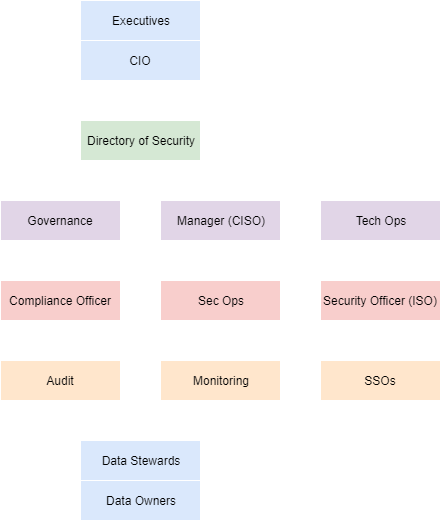 Executives
CIO
Directory of Security
Governance
Manager (CISO)
Tech Ops
Compliance Officer
Sec Ops
Security Officer (ISO)
Audit
Monitoring
SSOs
Data Stewards
Data Owners